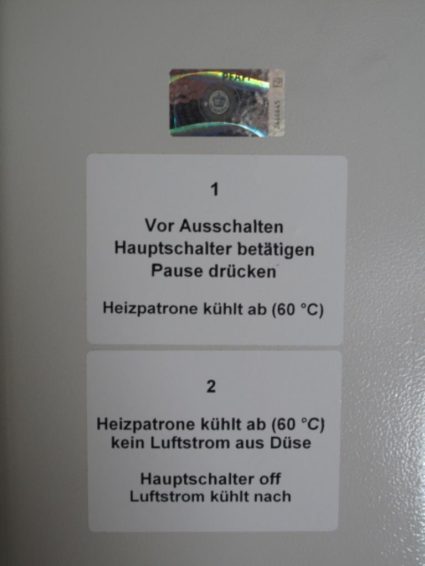 PFAFF
1
Vor Ausschalten
Hauptschalter betätigen
Pause drücken
Heizpatrone kühlt ab (60 °C)
2
Heizpatrone kühlt ab (60 °C)
kein Luftstrom aus Düse
Hauptschalter off
Luftstrom kühlt nach